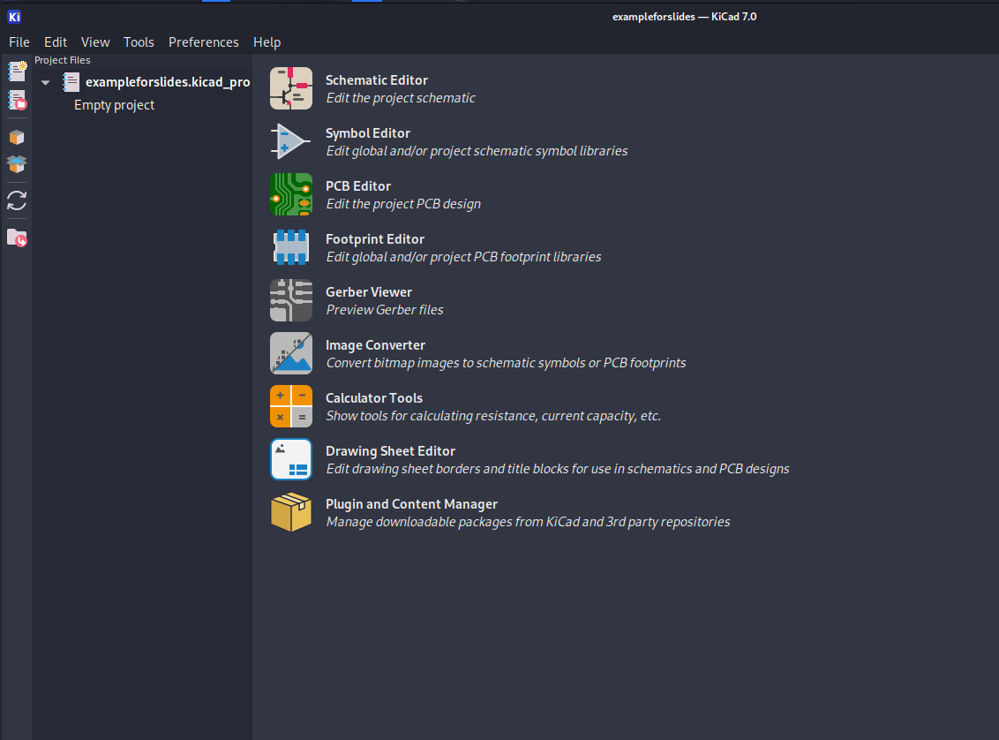 Ki
exampleforslides — KiCad 7.0
File Edit View Tools Preferences Help
Project Files
exampleforslides.kicad_pro
Empty project
Schematic Editor
Edit the project schematic
Symbol Editor
Edit global and/or project schematic symbol libraries
PCB Editor
Edit the project PCB design
Footprint Editor
Edit global and/or project PCB footprint libraries
Gerber Viewer
Preview Gerber files
Image Converter
Convert bitmap images to schematic symbols or PCB footprints
Calculator Tools
Show tools for calculating resistance, current capacity, etc.
Drawing Sheet Editor
Edit drawing sheet borders and title blocks for use in schematics and PCB designs
Plugin and Content Manager
Manage downloadable packages from KiCad and 3rd party repositories